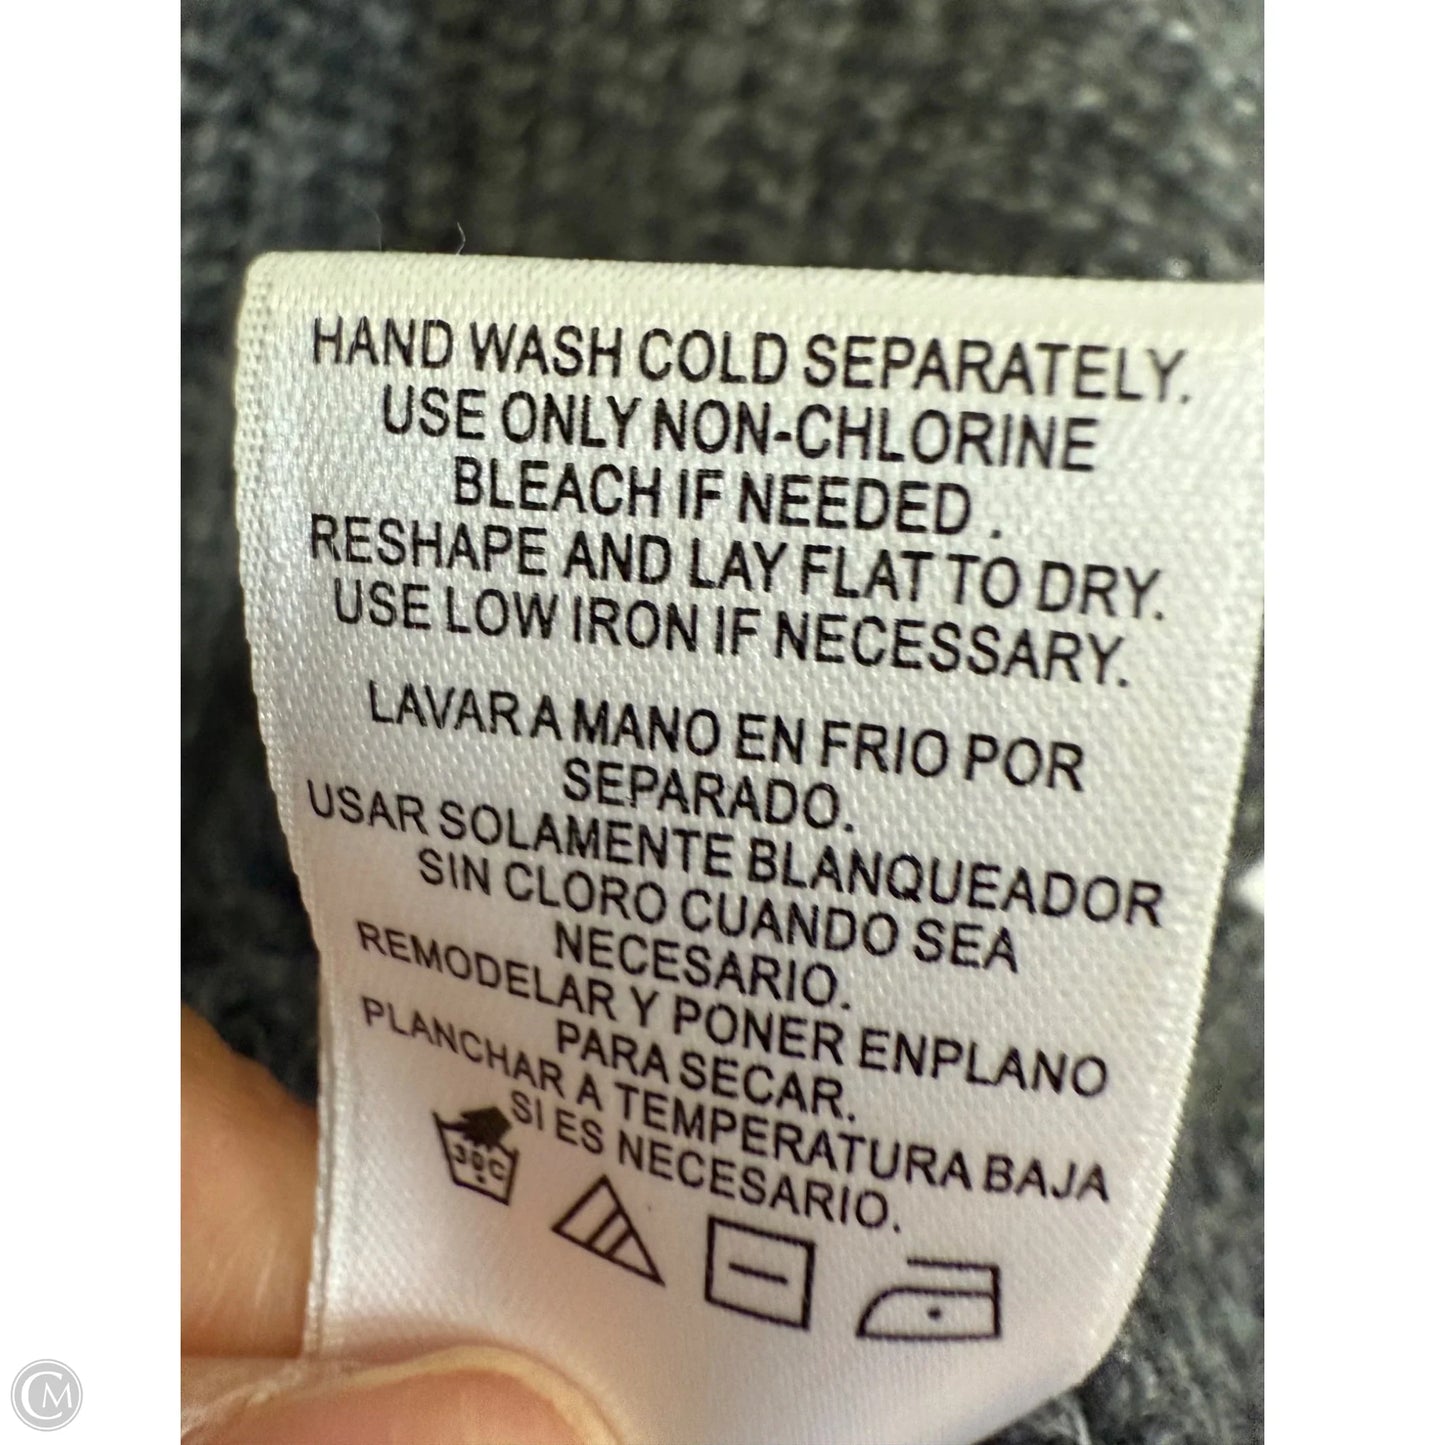 HAND WASH COLD SEPARATELY.
USE ONLY NON-CHLORINE
BLEACH IF NEEDED .
RESHAPE AND LAY FLAT TO DRY.
USE LOW IRON IF NECESSARY.
LAVAR A MANO EN FRIO POR
SEPARADO.
USAR SOLAMENTE BLANQUEADOR
SIN CLORO CUANDO SEA
NECESARIO.
REMODELAR Y PONER ENPLANO
PARA SECAR.
PLANCHAR A TEMPERATURA BAJA
SI ES NECESARIO.
30C
CM